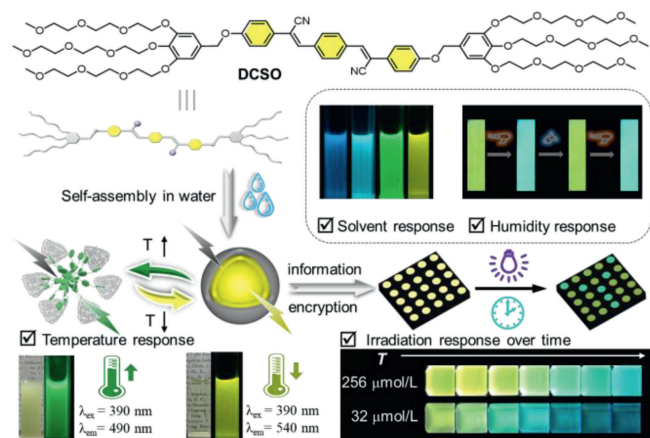 CN
NC
DCSO
Self-assembly in water
Solvent response
Humidity response
T
T
information
encryption
Temperature response
Irradiation response over time
λex = 390 nm
λem = 490 nm
λex = 390 nm
λem = 540 nm
T
256 μmol/L
32 μmol/L